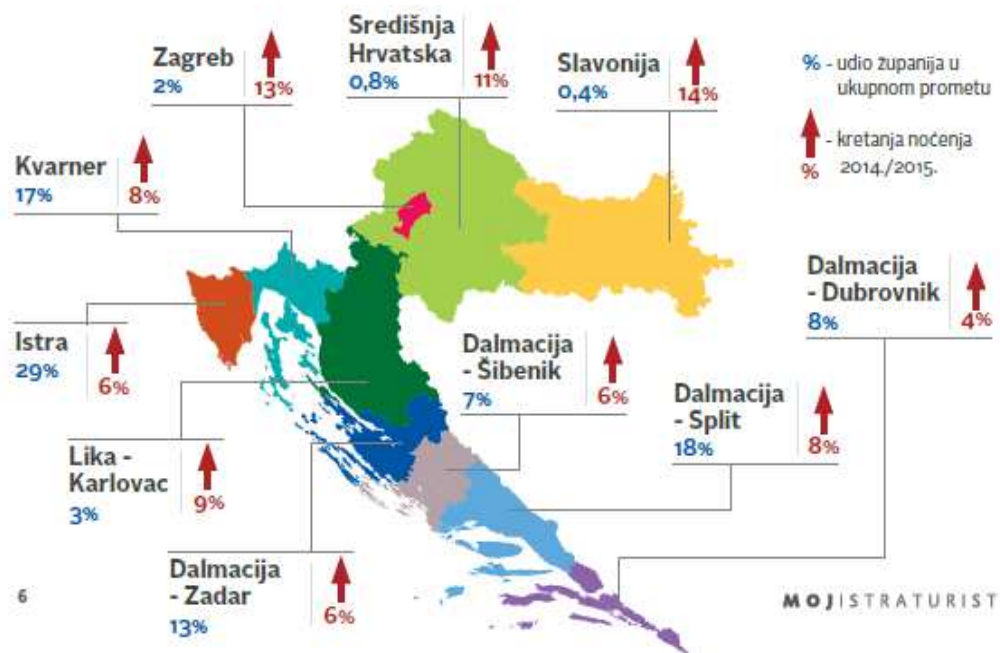 Zagreb
2%
13%
Središnja
Hrvatska
0,8%
11%
Slavonija
0,4%
14%
% - udio županija u
ukupnom prometu
% - kretanja noćenja
2014./2015.
Kvarner
17%
8%
Dalmacija
- Dubrovnik
8%
4%
Istra
29%
6%
Dalmacija
- Šibenik
7%
6%
Dalmacija
- Split
18%
8%
Lika -
Karlovac
3%
9%
Dalmacija
- Zadar
13%
6%
6
MOJISTRATURIST